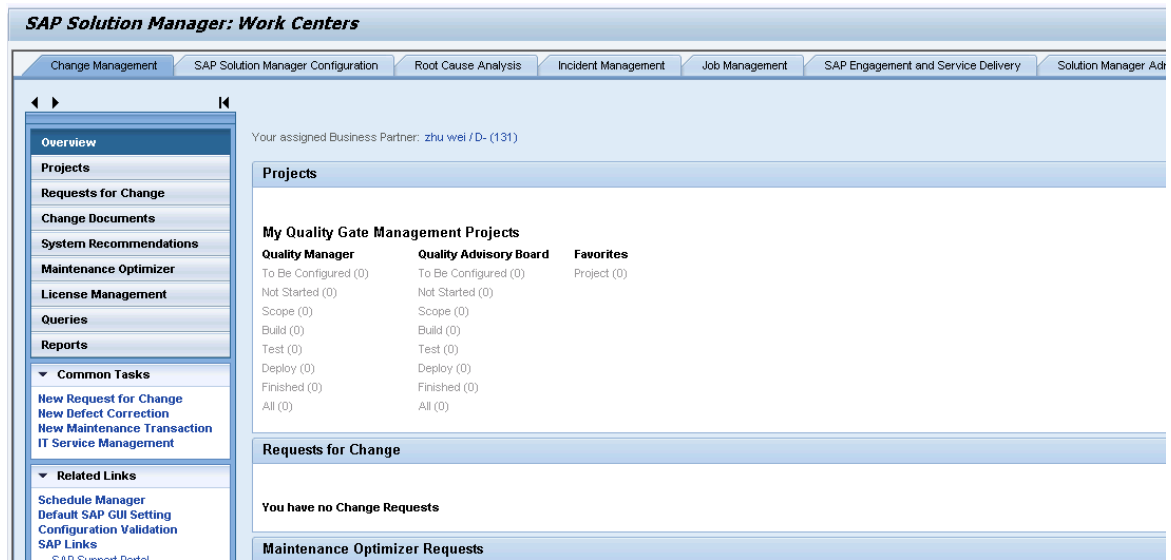 SAP Solution Manager: Work Centers
Change Management SAP Solution Manager Configuration Root Cause Analysis Incident Management Job Management SAP Engagement and Service Delivery Solution Manager Adr
Overview
Projects
Requests for Change
Change Documents
System Recommendations
Maintenance Optimizer
License Management
Queries
Reports
Common Tasks
New Request for Change
New Defect Correction
New Maintenance Transaction
IT Service Management
Related Links
Schedule Manager
Default SAP GUI Setting
Configuration Validation
SAP Links
SAP Support Portal
Your assigned Business Partner: zhu wei / D- (131)
Projects
My Quality Gate Management Projects
Quality Manager Quality Advisory Board Favorites
To Be Configured (0) To Be Configured (0) Project (0)
Not Started (0) Not Started (0)
Scope (0) Scope (0)
Build (0) Build (0)
Test (0) Test (0)
Deploy (0) Deploy (0)
Finished (0) Finished (0)
All (0) All (0)
Requests for Change
You have no Change Requests
Maintenance Optimizer Requests